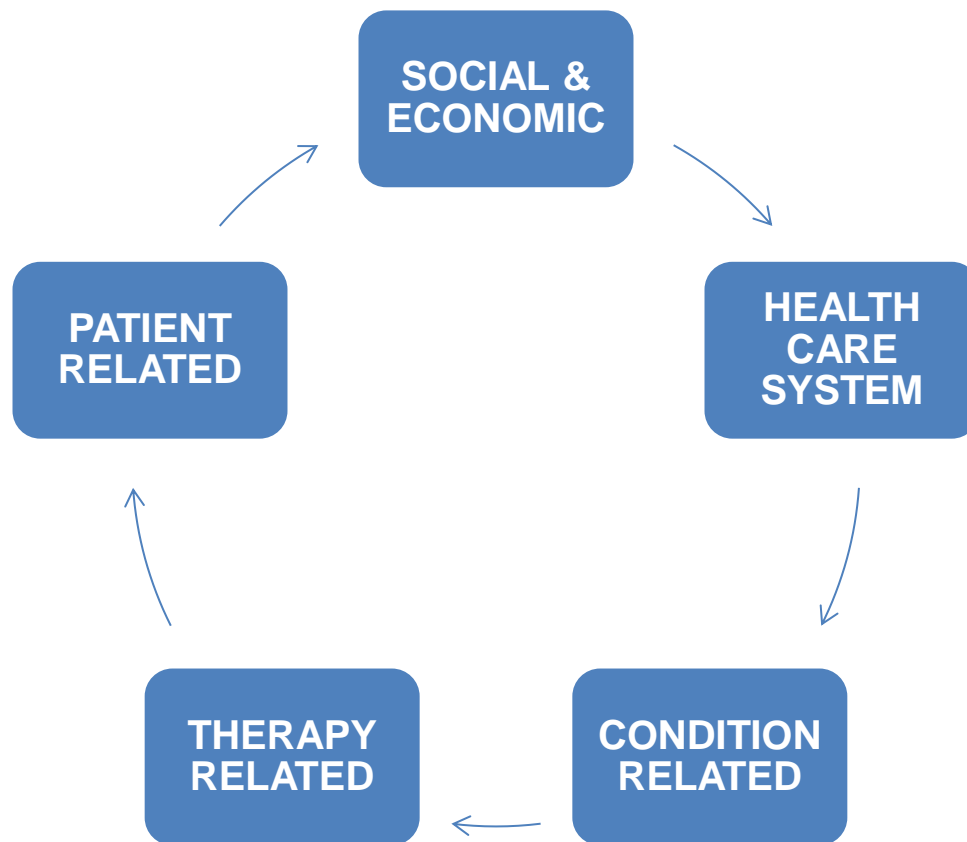 SOCIAL &
ECONOMIC
HEALTH
CARE
SYSTEM
CONDITION
RELATED
THERAPY
RELATED
PATIENT
RELATED